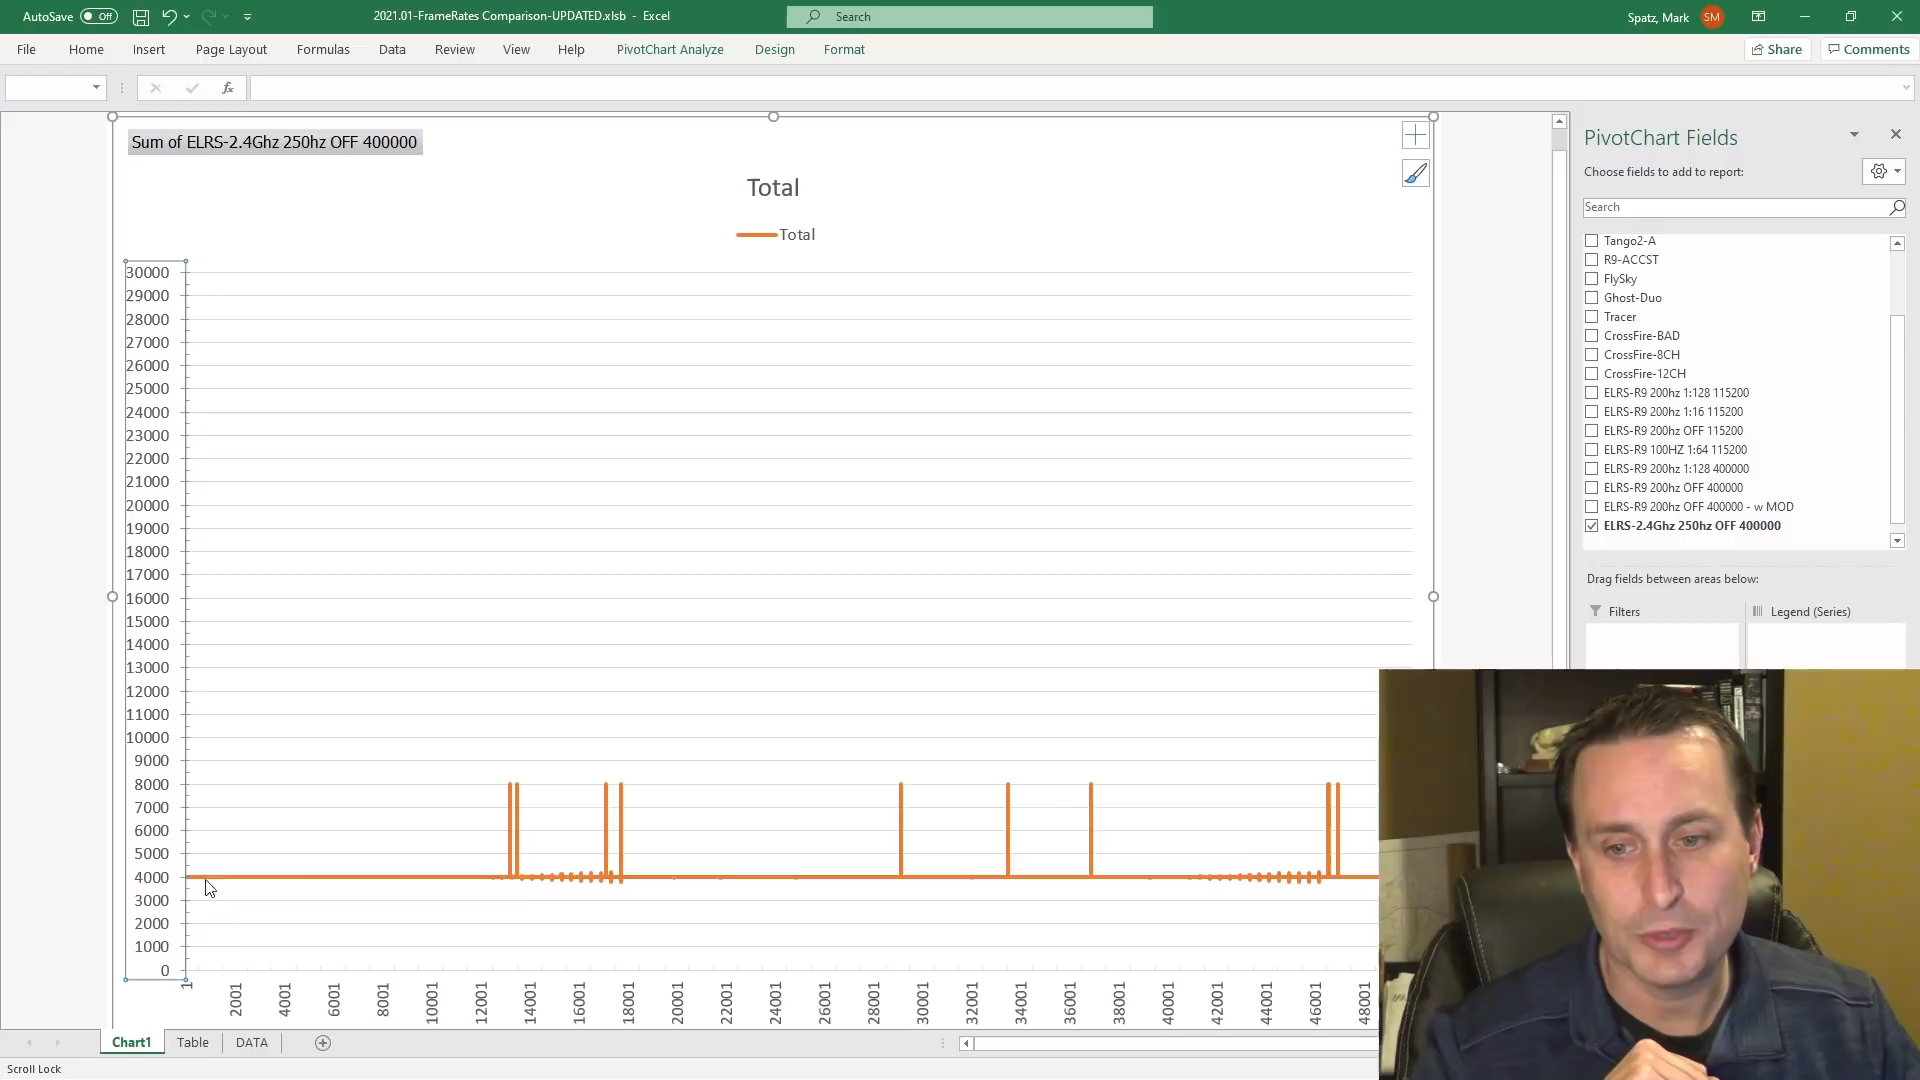 AutoSave Off
2021.01-FrameRates Comparison-UPDATED.xlsb - Excel
Search
Spatz, Mark SM
File Home Insert Page Layout Formulas Data Review View Help PivotChart Analyze Design Format
Share Comments
fx
Sum of ELRS-2.4Ghz 250hz OFF 400000
Total
Total
30000
29000
28000
27000
26000
25000
24000
23000
22000
21000
20000
19000
18000
17000
16000
15000
14000
13000
12000
11000
10000
9000
8000
7000
6000
5000
4000
3000
2000
1000
0
1 2001 4001 6001 8001 10001 12001 14001 16001 18001 20001 22001 24001 26001 28001 30001 32001 34001 36001 38001 40001 42001 44001 46001 48001
PivotChart Fields
Choose fields to add to report:
Search
Tango2-A
R9-ACCST
FlySky
Ghost-Duo
Tracer
CrossFire-BAD
CrossFire-8CH
CrossFire-12CH
ELRS-R9 200hz 1:128 115200
ELRS-R9 200hz 1:16 115200
ELRS-R9 200hz OFF 115200
ELRS-R9 100HZ 1:64 115200
ELRS-R9 200hz 1:128 400000
ELRS-R9 200hz OFF 400000
ELRS-R9 200hz OFF 400000 - w MOD
ELRS-2.4Ghz 250hz OFF 400000
Drag fields between areas below:
Filters
Legend (Series)
Chart1 Table DATA
Scroll Lock